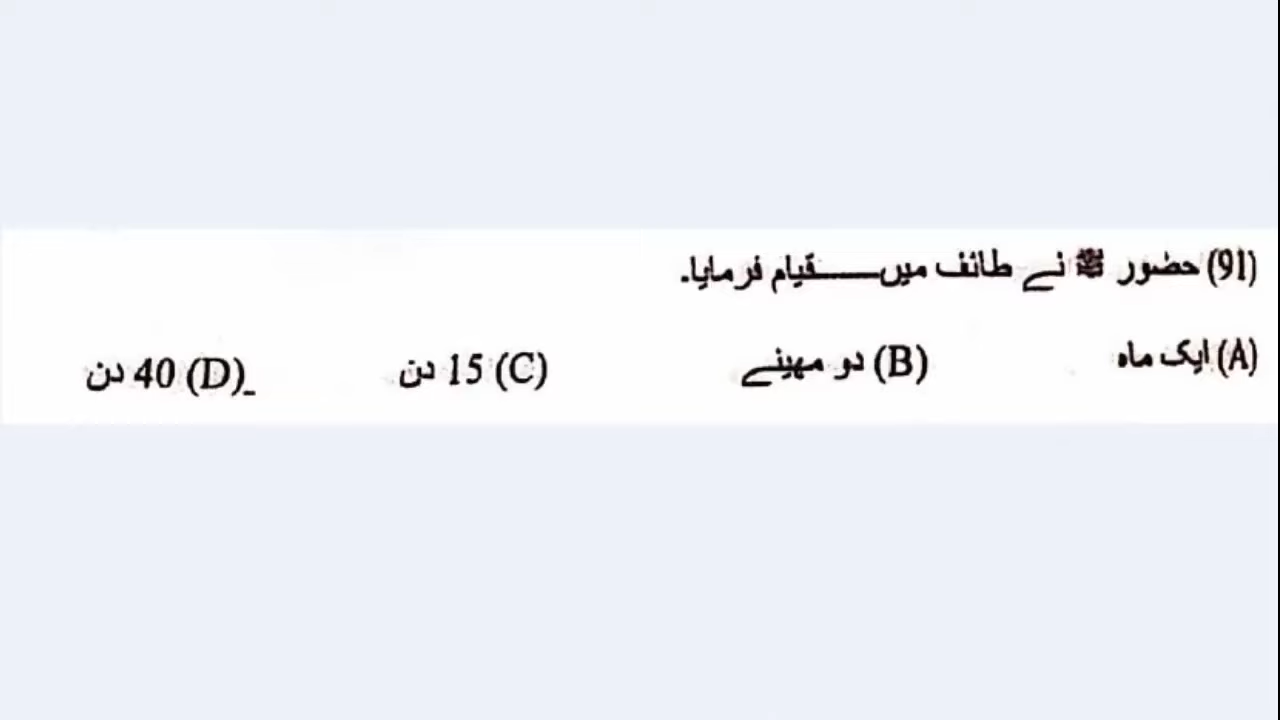 (91) حضور ﷺ نے طائف میں ــــــــ قیام فرمایا۔
(A) ایک ماہ (B) دو مہینے (C) 15 دن (D) 40 دن